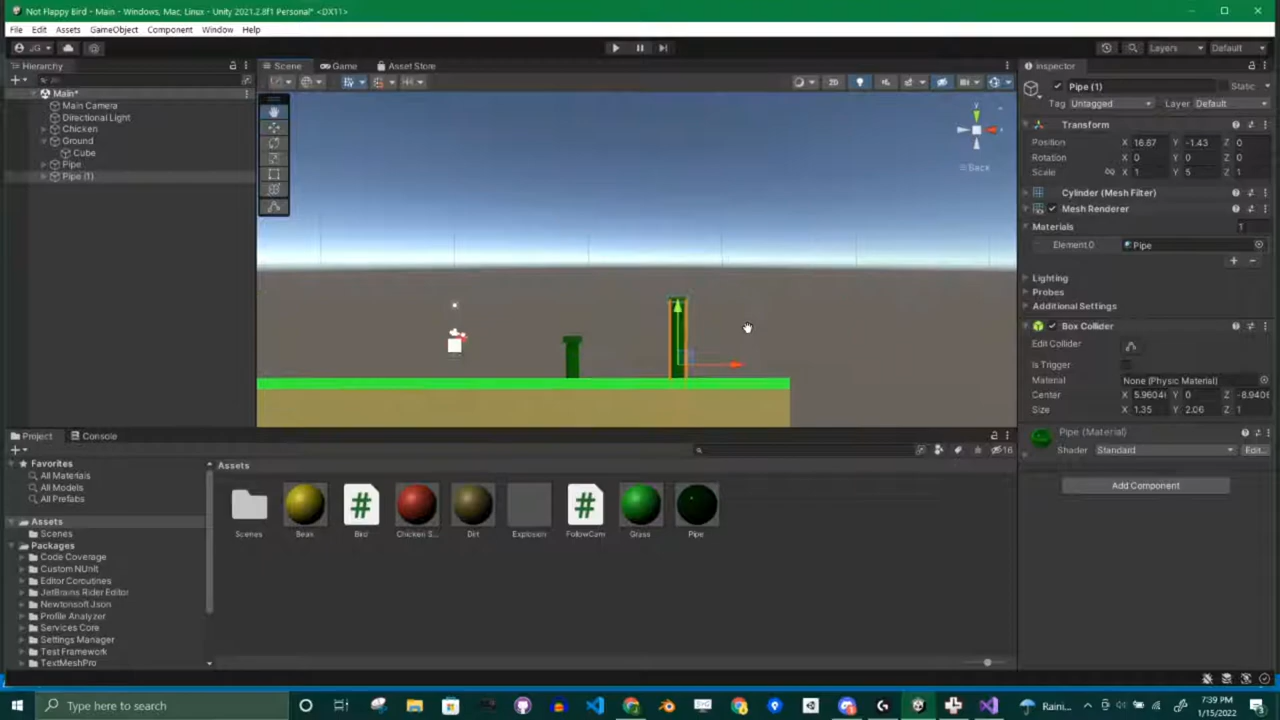 Not Flappy Bird - Main - Windows, Mac, Linux - Unity 2021.2.8f1 Personal* <DX11>
File Edit Assets GameObject Component Window Help
JG
Layers
Default
Hierarchy
Scene
Game
Asset Store
Inspector
2D
Main*
Main Camera
Directional Light
Chicken
Ground
Cube
Pipe
Pipe (1)
y
Back
Pipe (1)
Static
Tag Untagged
Layer Default
Transform
Position X 16.67 Y -1.43 Z 0
Rotation X 0 Y 0 Z 0
Scale X 1 Y 5 Z 1
Cylinder (Mesh Filter)
Mesh Renderer
Materials 1
Element 0 Pipe
Lighting
Probes
Additional Settings
Box Collider
Edit Collider
Is Trigger
Material None (Physic Material)
Center X 5.9604 Y 0 Z -8.940
Size X 1.35 Y 2.06 Z 1
Pipe (Material)
Shader Standard
Edit...
Add Component
Project
Console
16
Favorites
All Materials
All Models
All Prefabs
Assets
Scenes
Packages
Code Coverage
Custom NUnit
Editor Coroutines
JetBrains Rider Editor
Newtonsoft Json
Profile Analyzer
Services Core
Settings Manager
Test Framework
TextMeshPro
Assets
Scenes
Beak
Bird
Chicken S...
Dirt
Explosion
FollowCam
Grass
Pipe
Type here to search
Raini...
7:39 PM
1/15/2022